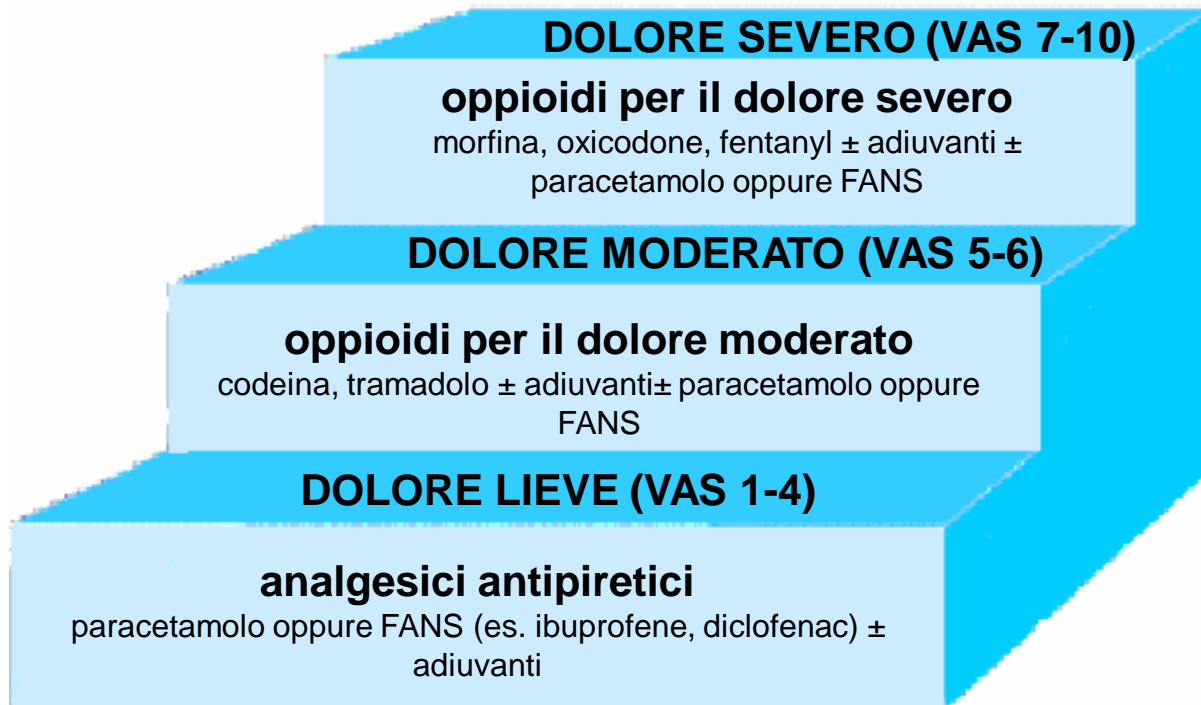 DOLORE SEVERO (VAS 7-10)
oppioidi per il dolore severo
morfina, oxicodone, fentanyl ± adiuvanti ±
paracetamolo oppure FANS
DOLORE MODERATO (VAS 5-6)
oppioidi per il dolore moderato
codeina, tramadolo ± adiuvanti± paracetamolo oppure
FANS
DOLORE LIEVE (VAS 1-4)
analgesici antipiretici
paracetamolo oppure FANS (es. ibuprofene, diclofenac) ±
adiuvanti